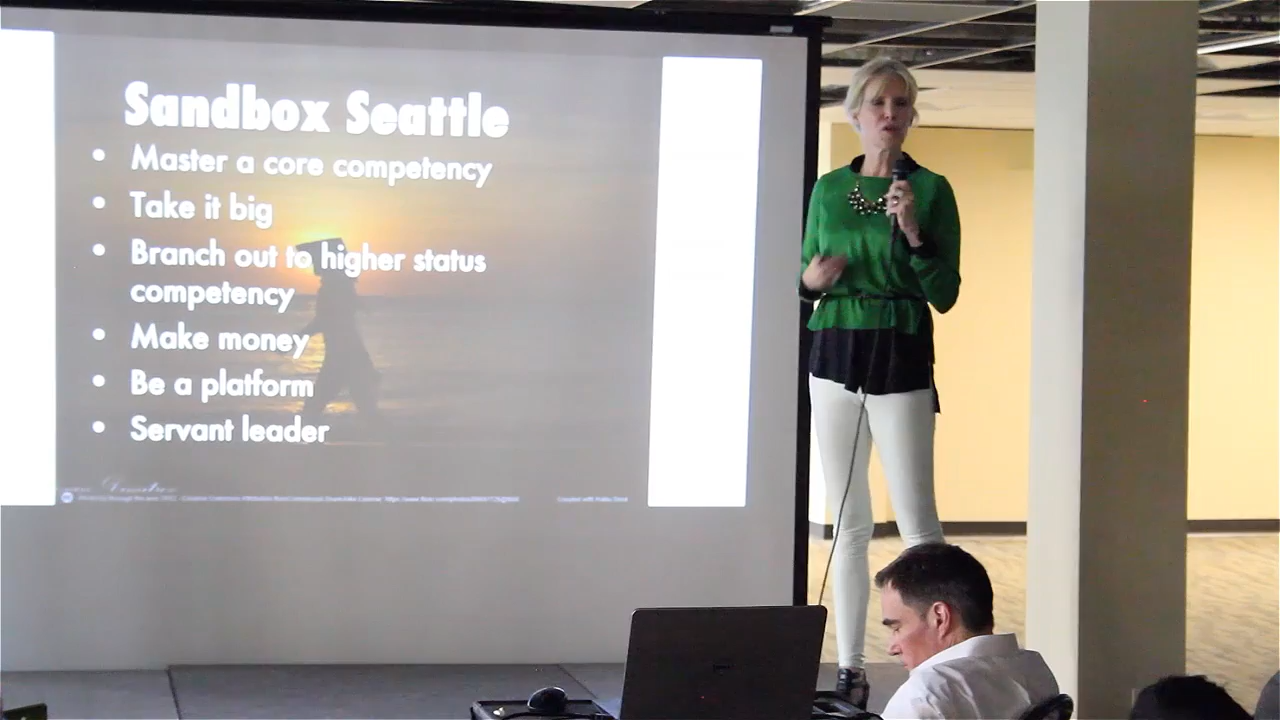 Sandbox Seattle
• Master a core competency
• Take it big
• Branch out to higher status
competency
• Make money
• Be a platform
• Servant leader